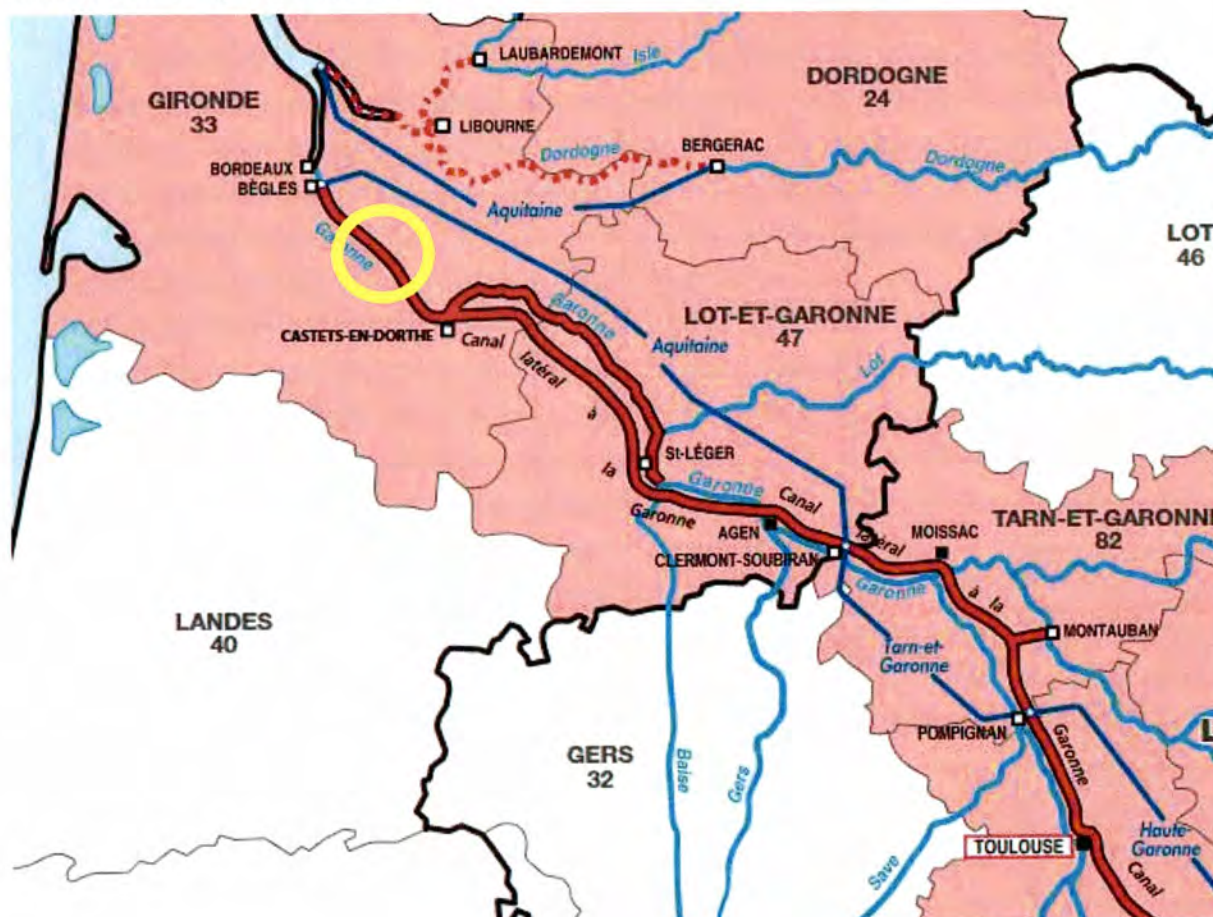 LAUBARDEMONT
Isle
DORDOGNE
24
GIRONDE
33
LIBOURNE
BORDEAUX
BÈGLES
Dordogne
BERGERAC
Dordogne
Aquitaine
LOT
46
Garonne
Garonne
LOT-ET-GARONNE
47
CASTETS-EN-DORTHE
Canal
latéral
à
la
Garonne
Aquitaine
Lot
St-LÉGER
Garonne
Canal
latéral
à la
Garonne
AGEN
CLERMONT-SOUBIRAN
MOISSAC
TARN-ET-GARONNE
82
Garonne
LANDES
40
MONTAUBAN
Tarn-et-
Garonne
POMPIGNAN
L
GERS
32
Baise
Gers
Save
TOULOUSE
Haute-
Garonne
Canal